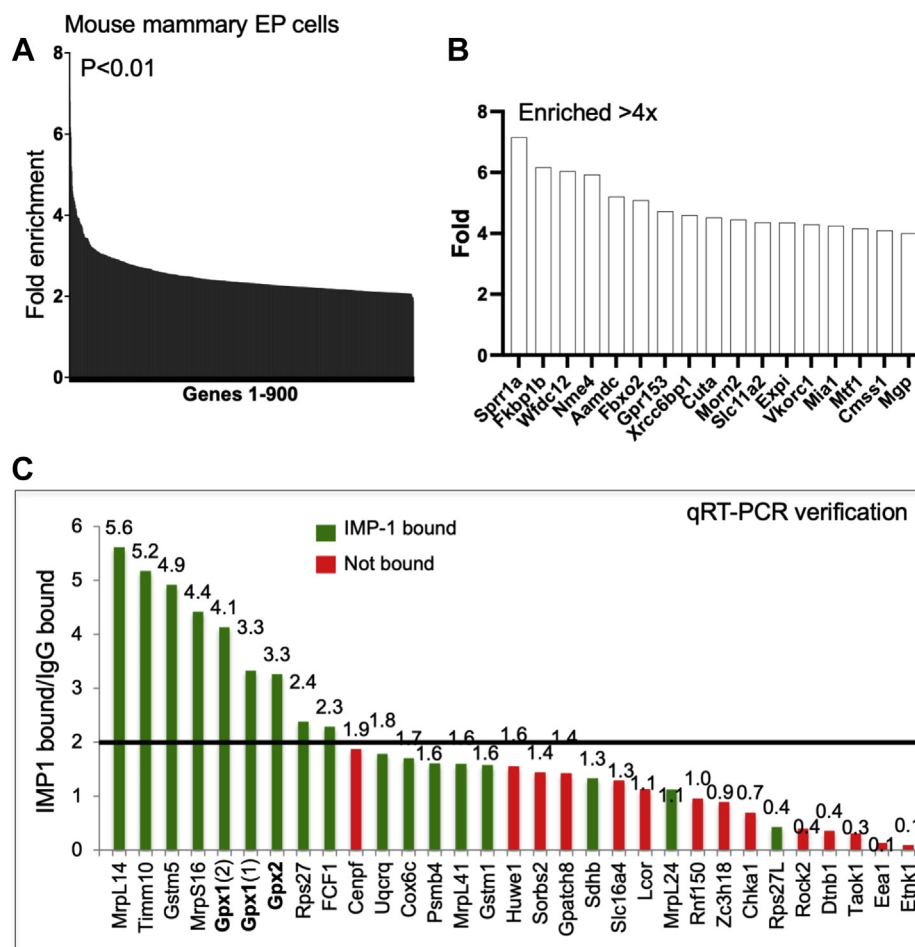 Mouse mammary EP cells
A
P<0.01
Fold enrichment
8
6
4
2
0
Genes 1-900
B
Enriched >4x
Fold
8
6
4
2
0
Sprr1a
Fkbp1b
Wfdc12
Nme4
Aamdc
Fbxo2
Gpr153
Xrcc6bp1
Cuta
Morn2
Slc11a2
Expi
Vkorc1
Mia1
Mtf1
Cmss1
Mgp
C
qRT-PCR verification
IMP-1 bound
Not bound
IMP1 bound/IgG bound
6
5
4
3
2
1
0
5.6
5.2
4.9
4.4
4.1
3.3
3.3
2.4
2.3
1.9
1.8
1.7
1.6
1.6
1.6
1.6
1.4
1.4
1.3
1.3
1.1
1.1
1.0
0.9
0.7
0.4
0.4
0.4
0.3
0.1
0.1
MrpL14
Timm10
Gstm5
MrpS16
Gpx1(2)
Gpx1(1)
Gpx2
Rps27
FCF1
Cenpf
Uqcrq
Cox6c
Psmb4
MrpL41
Gstm1
Huwe1
Sorbs2
Gpatch8
Sdhb
Slc16a4
Lcor
MrpL24
Rnf150
Zc3h18
Chka1
Rps27L
Rock2
Dtnb1
Taok1
Eea1
Etnk1